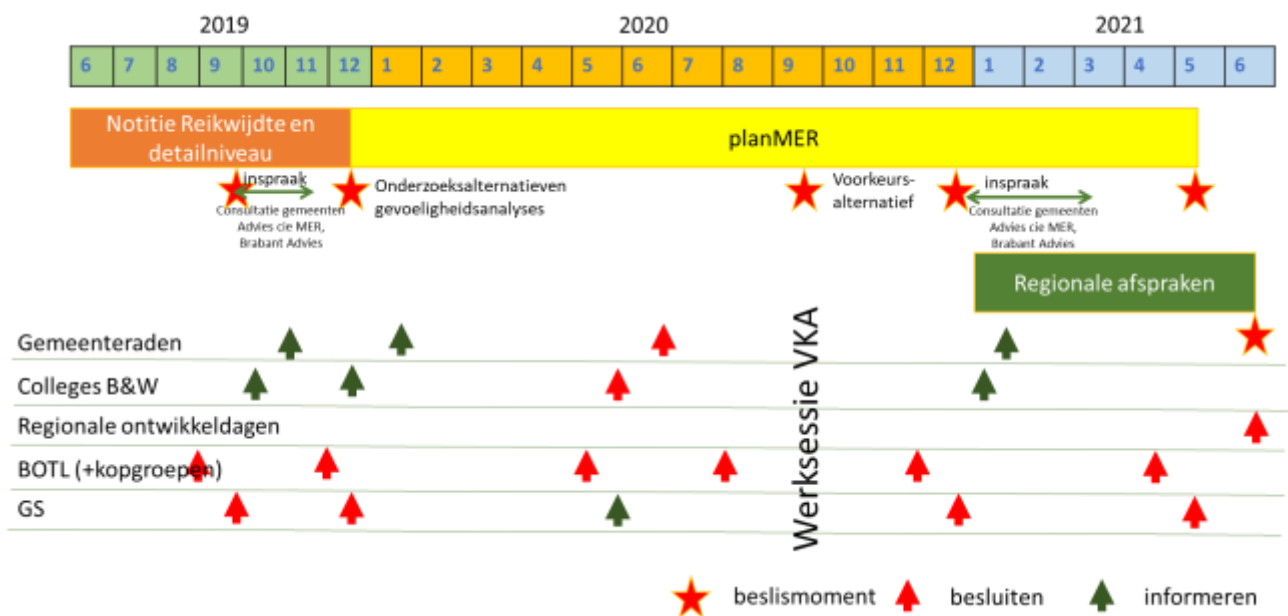 2019 2020 2021
6 7 8 9 10 11 12 1 2 3 4 5 6 7 8 9 10 11 12 1 2 3 4 5 6
Notitie Reikwijdte en
detailniveau
planMER
inspraak
Consultatie gemeenten
Advies cie MER,
Brabant Advies
Onderzoeksalternatieven
gevoeligheidsanalyses
Voorkeurs-
alternatief
inspraak
Consultatie gemeenten
Advies cie MER,
Brabant Advies
Regionale afspraken
Werksessie VKA
Gemeenteraden
Colleges B&W
Regionale ontwikkeldagen
BOTL (+kopgroepen)
GS
beslismoment besluiten informeren